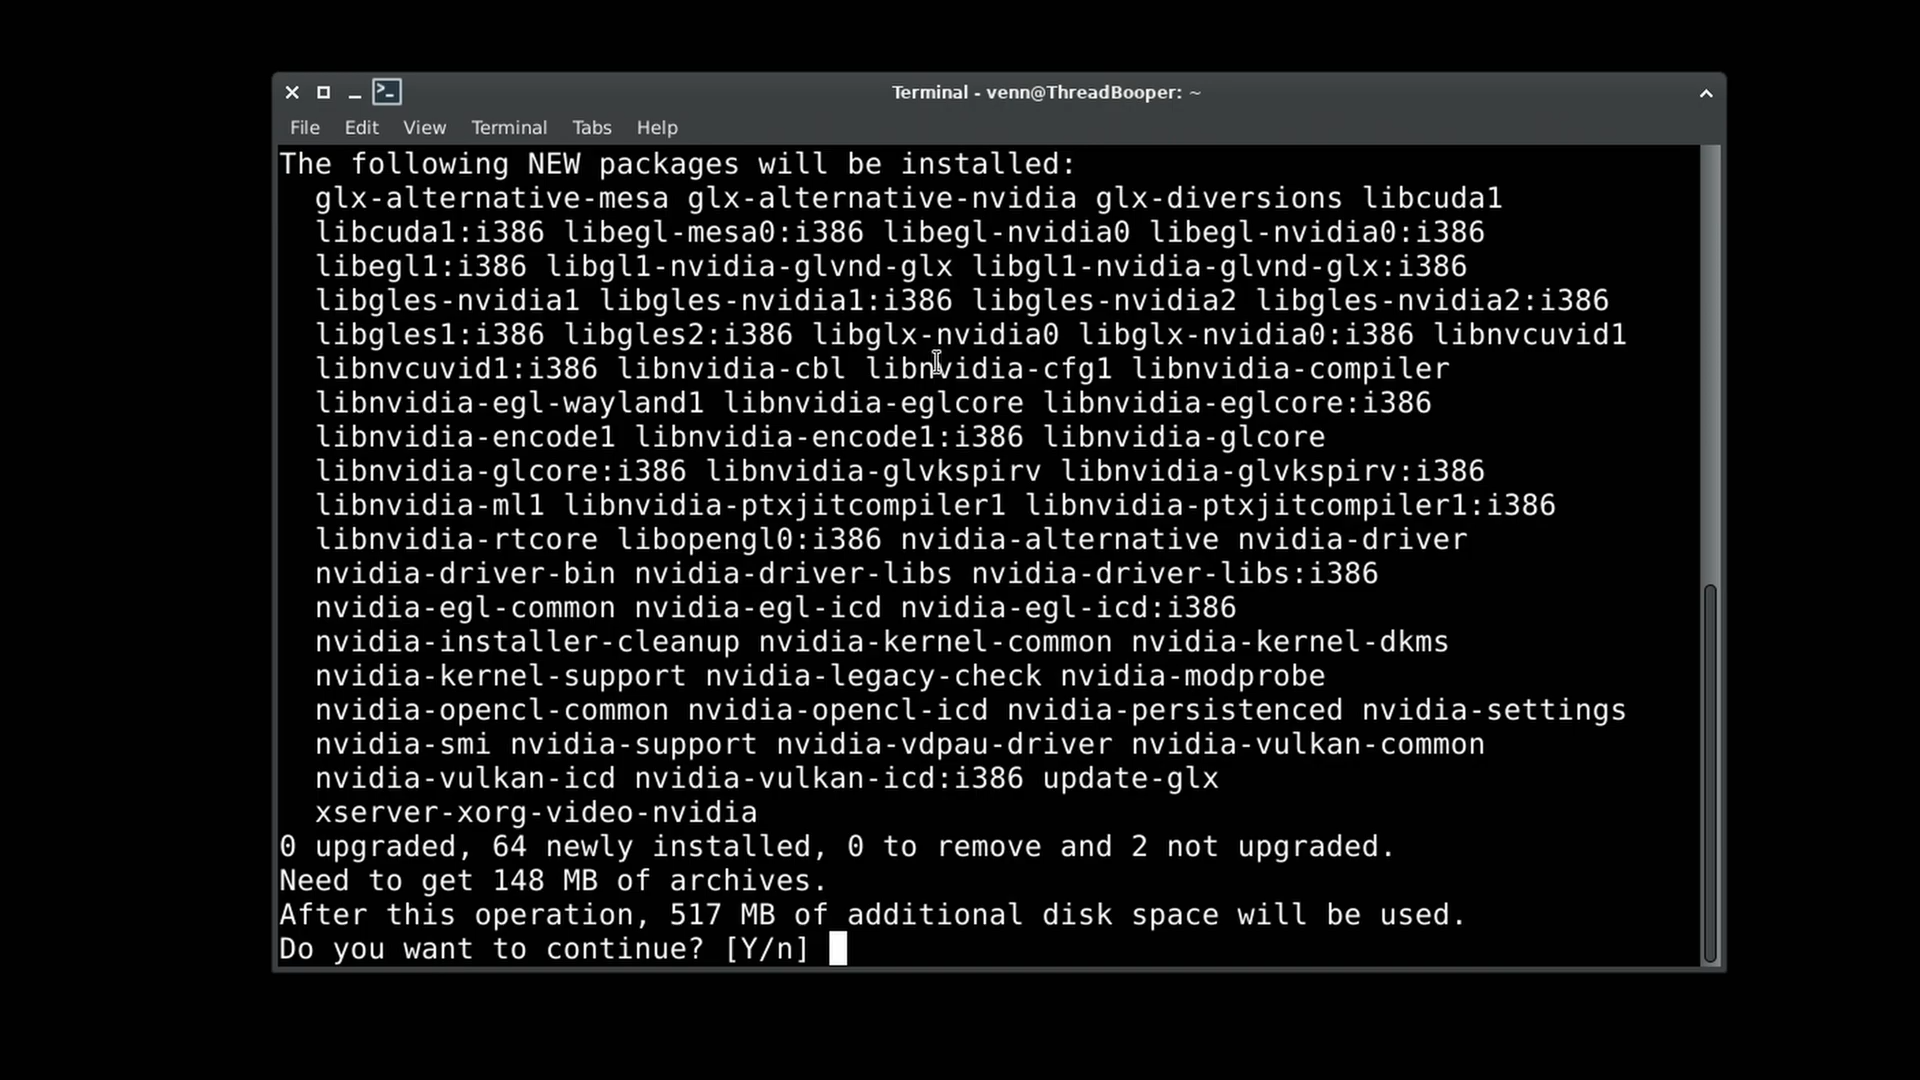 Terminal - venn@ThreadBooper: ~
File Edit View Terminal Tabs Help
The following NEW packages will be installed:
glx-alternative-mesa glx-alternative-nvidia glx-diversions libcuda1
libcuda1:i386 libegl-mesa0:i386 libegl-nvidia0 libegl-nvidia0:i386
libegl1:i386 libgl1-nvidia-glvnd-glx libgl1-nvidia-glvnd-glx:i386
libgles-nvidia1 libgles-nvidia1:i386 libgles-nvidia2 libgles-nvidia2:i386
libgles1:i386 libgles2:i386 libglx-nvidia0 libglx-nvidia0:i386 libnvcuvid1
libnvcuvid1:i386 libnvidia-cbl libnvidia-cfg1 libnvidia-compiler
libnvidia-egl-wayland1 libnvidia-eglcore libnvidia-eglcore:i386
libnvidia-encode1 libnvidia-encode1:i386 libnvidia-glcore
libnvidia-glcore:i386 libnvidia-glvkspirv libnvidia-glvkspirv:i386
libnvidia-ml1 libnvidia-ptxjitcompiler1 libnvidia-ptxjitcompiler1:i386
libnvidia-rtcore libopengl0:i386 nvidia-alternative nvidia-driver
nvidia-driver-bin nvidia-driver-libs nvidia-driver-libs:i386
nvidia-egl-common nvidia-egl-icd nvidia-egl-icd:i386
nvidia-installer-cleanup nvidia-kernel-common nvidia-kernel-dkms
nvidia-kernel-support nvidia-legacy-check nvidia-modprobe
nvidia-opencl-common nvidia-opencl-icd nvidia-persistenced nvidia-settings
nvidia-smi nvidia-support nvidia-vdpau-driver nvidia-vulkan-common
nvidia-vulkan-icd nvidia-vulkan-icd:i386 update-glx
xserver-xorg-video-nvidia
0 upgraded, 64 newly installed, 0 to remove and 2 not upgraded.
Need to get 148 MB of archives.
After this operation, 517 MB of additional disk space will be used.
Do you want to continue? [Y/n]